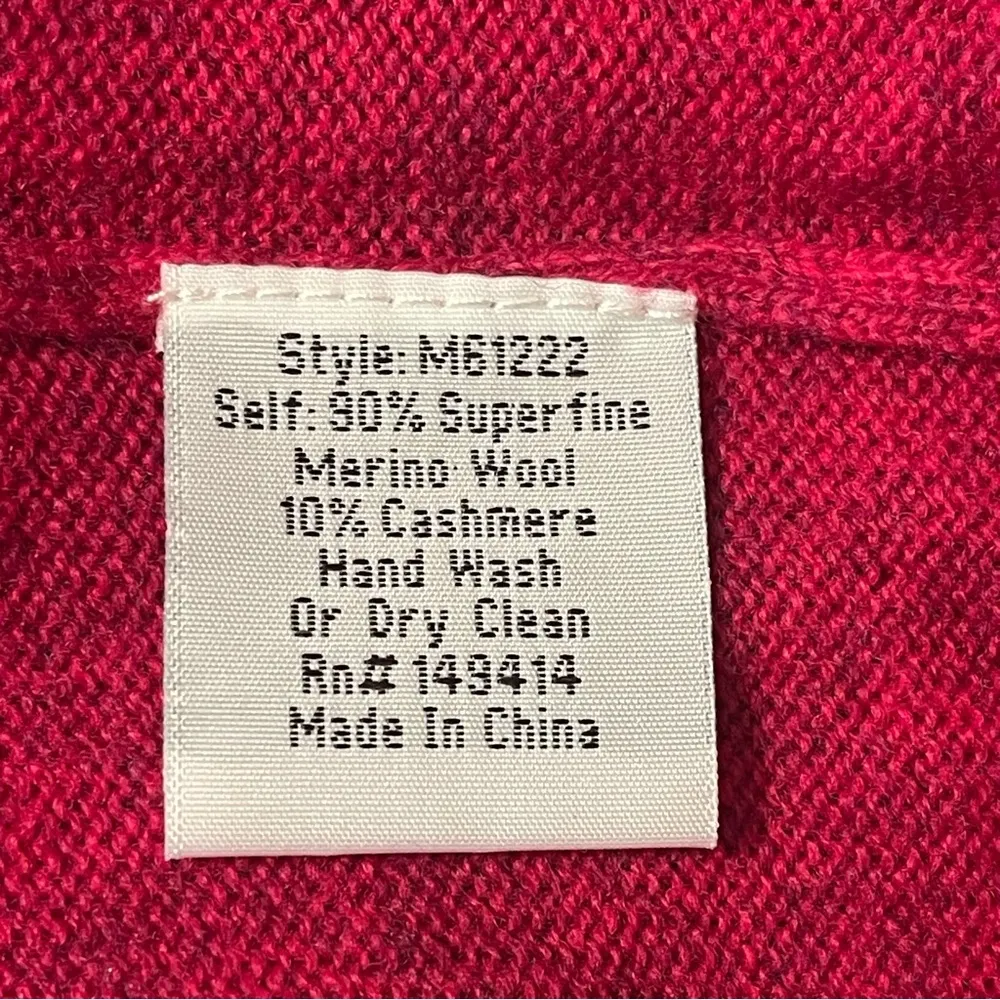 Style: M61222
Self: 90% Superfine
Merino Wool
10% Cashmere
Hand Wash
Or Dry Clean
Rn# 149414
Made In China